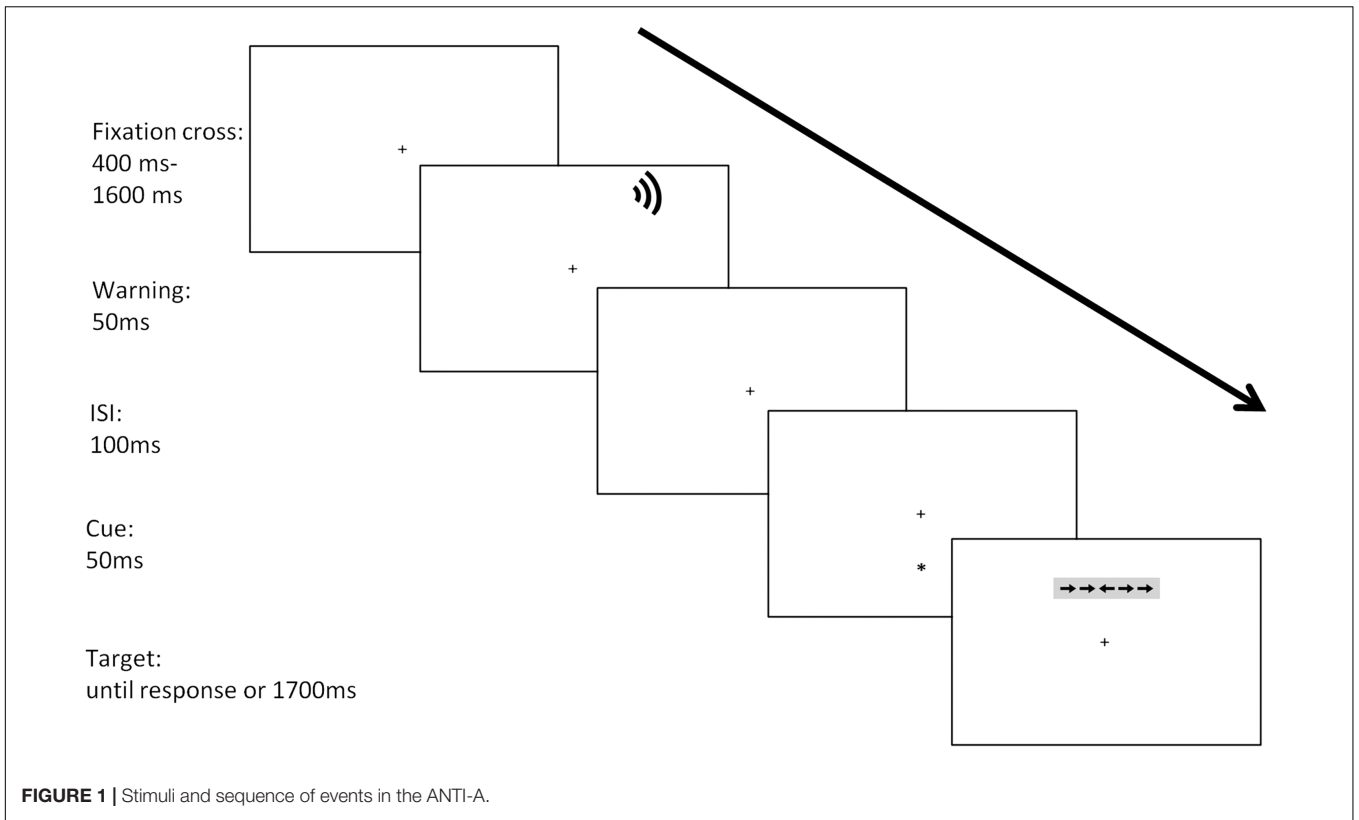 Fixation cross:
400 ms-
1600 ms
Warning:
50ms
ISI:
100ms
Cue:
50ms
*
Target:
until response or 1700ms
FIGURE 1 | Stimuli and sequence of events in the ANTI-A.